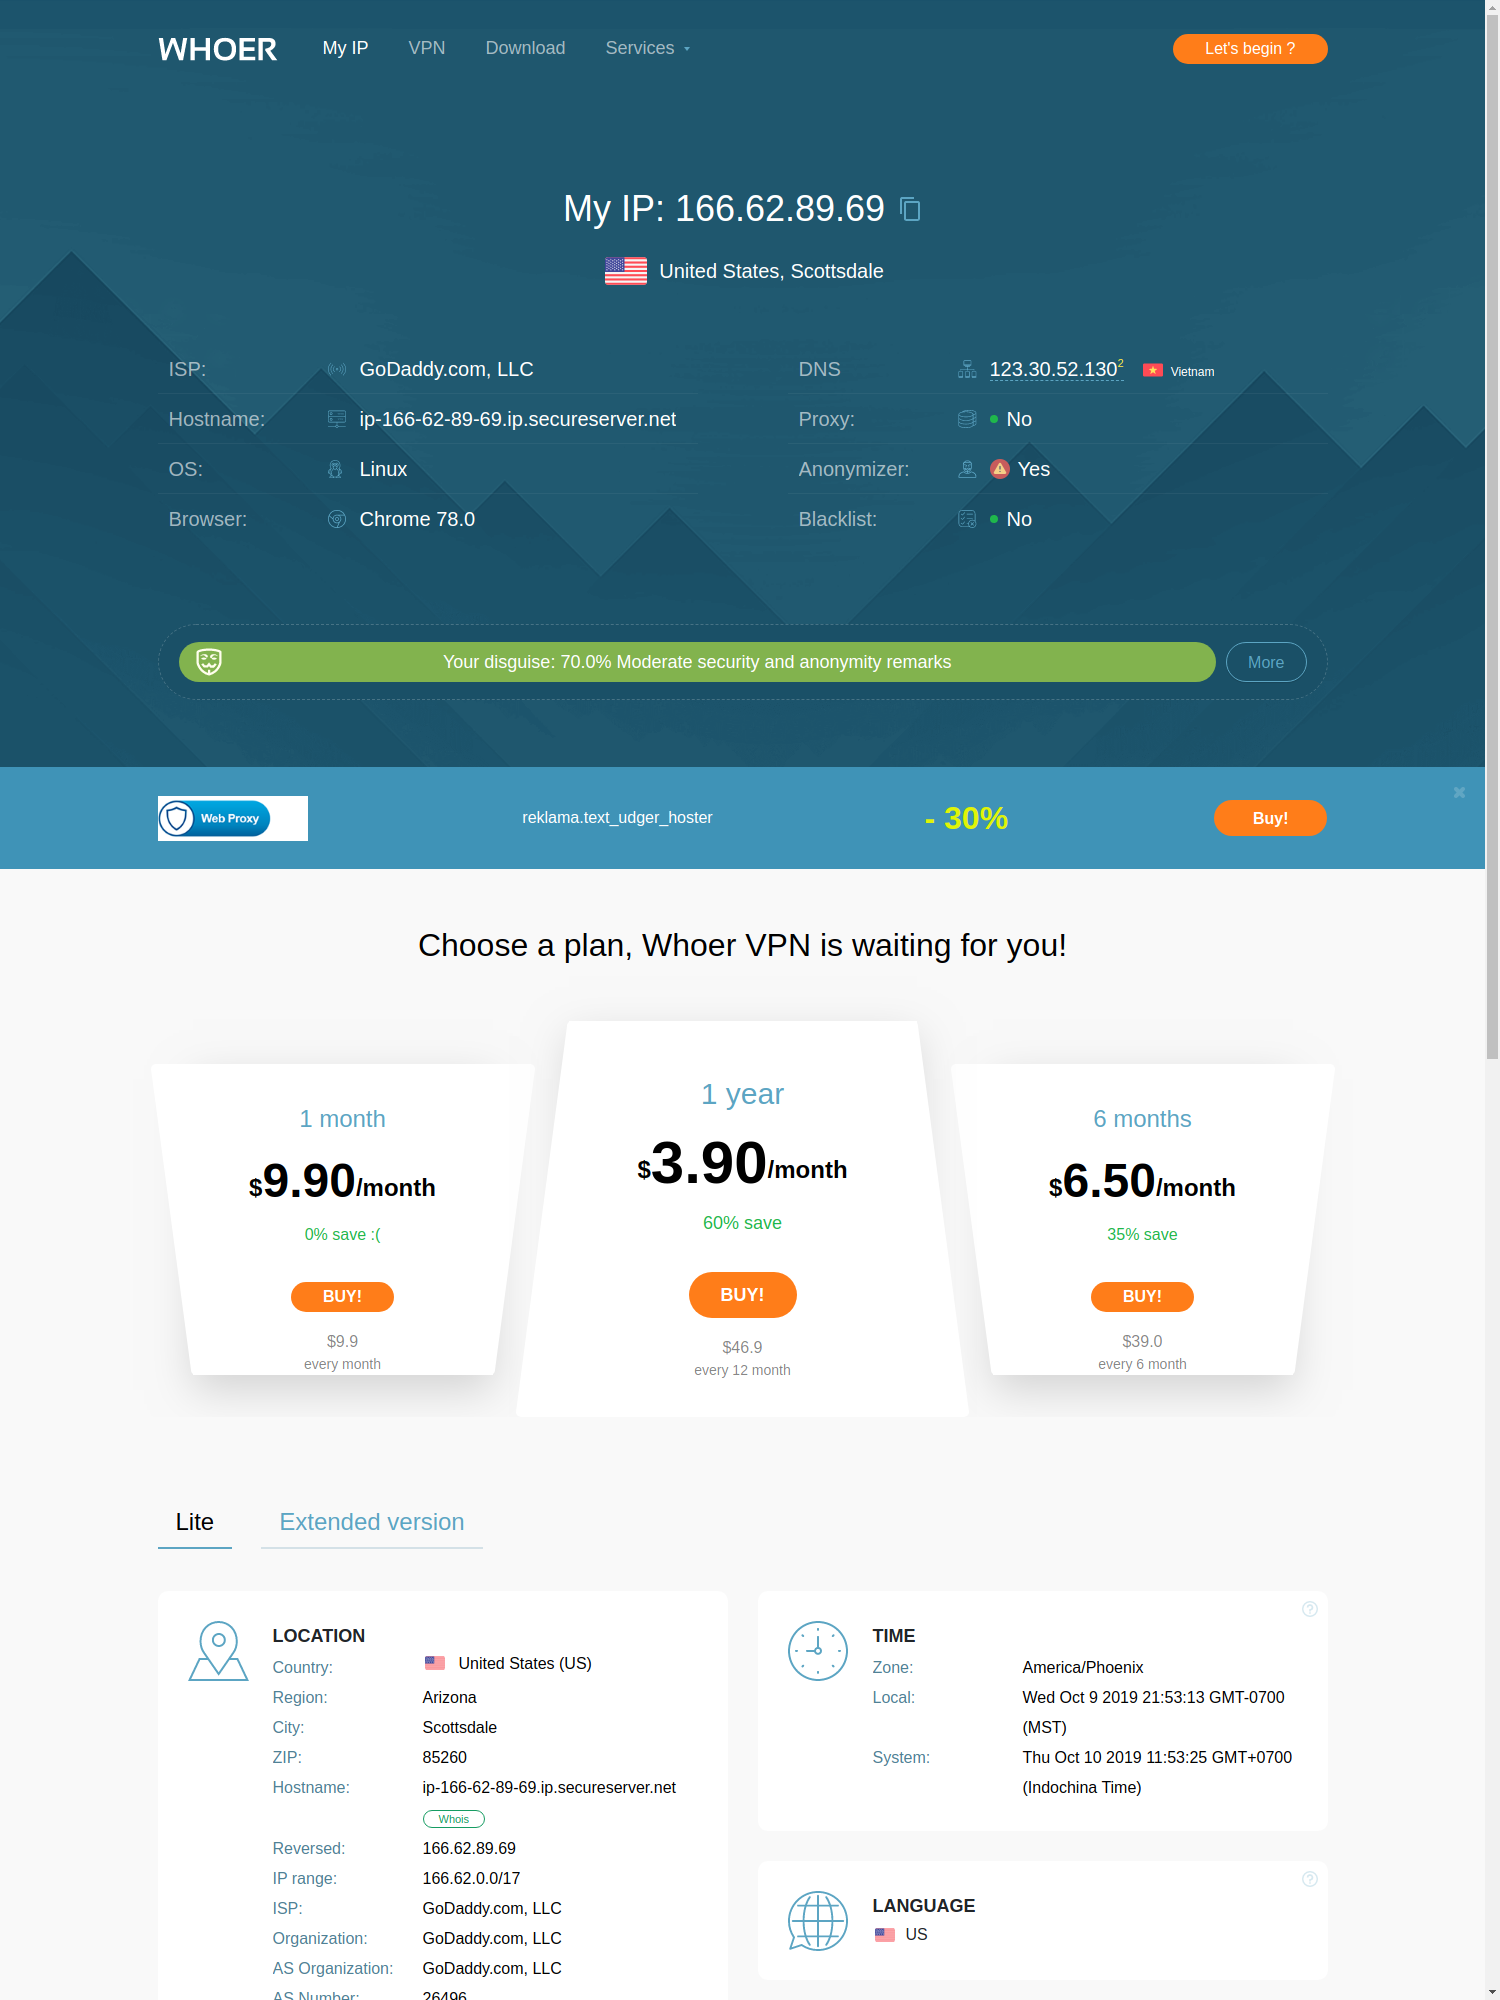 WHOER
My IP
VPN
Download
Services
Let's begin ?
My IP: 166.62.89.69
United States, Scottsdale
ISP: GoDaddy.com, LLC
Hostname: ip-166-62-89-69.ip.secureserver.net
OS: Linux
Browser: Chrome 78.0
DNS 123.30.52.130² Vietnam
Proxy: No
Anonymizer: Yes
Blacklist: No
Your disguise: 70.0% Moderate security and anonymity remarks
More
Web Proxy
reklama.text_udger_hoster
- 30%
Buy!
Choose a plan, Whoer VPN is waiting for you!
1 month
$9.90/month
0% save :(
BUY!
$9.9
every month
1 year
$3.90/month
60% save
BUY!
$46.9
every 12 month
6 months
$6.50/month
35% save
BUY!
$39.0
every 6 month
Lite
Extended version
LOCATION
Country: United States (US)
Region: Arizona
City: Scottsdale
ZIP: 85260
Hostname: ip-166-62-89-69.ip.secureserver.net
Whois
Reversed: 166.62.89.69
IP range: 166.62.0.0/17
ISP: GoDaddy.com, LLC
Organization: GoDaddy.com, LLC
AS Organization: GoDaddy.com, LLC
AS Number: 26496
TIME
Zone: America/Phoenix
Local: Wed Oct 9 2019 21:53:13 GMT-0700
(MST)
System: Thu Oct 10 2019 11:53:25 GMT+0700
(Indochina Time)
LANGUAGE
US